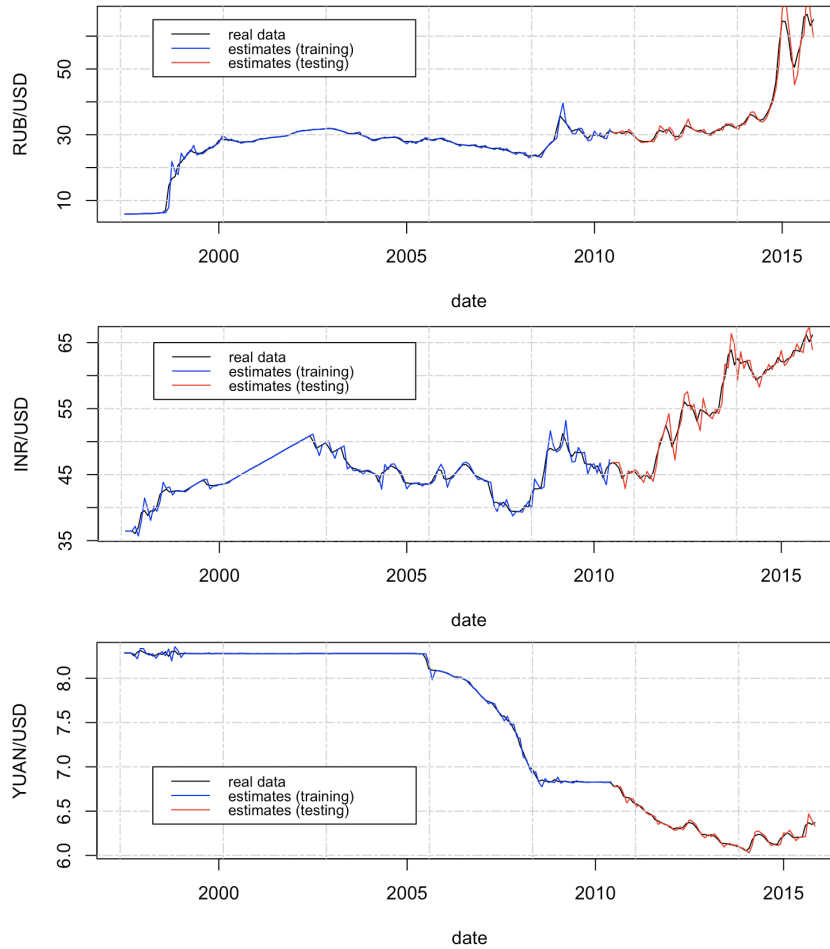 RUB/USD
50
30
10
real data
estimates (training)
estimates (testing)
2000
2005
2010
2015
date
INR/USD
65
55
45
35
real data
estimates (training)
estimates (testing)
2000
2005
2010
2015
date
YUAN/USD
8.0
7.5
7.0
6.5
6.0
real data
estimates (training)
estimates (testing)
2000
2005
2010
2015
date